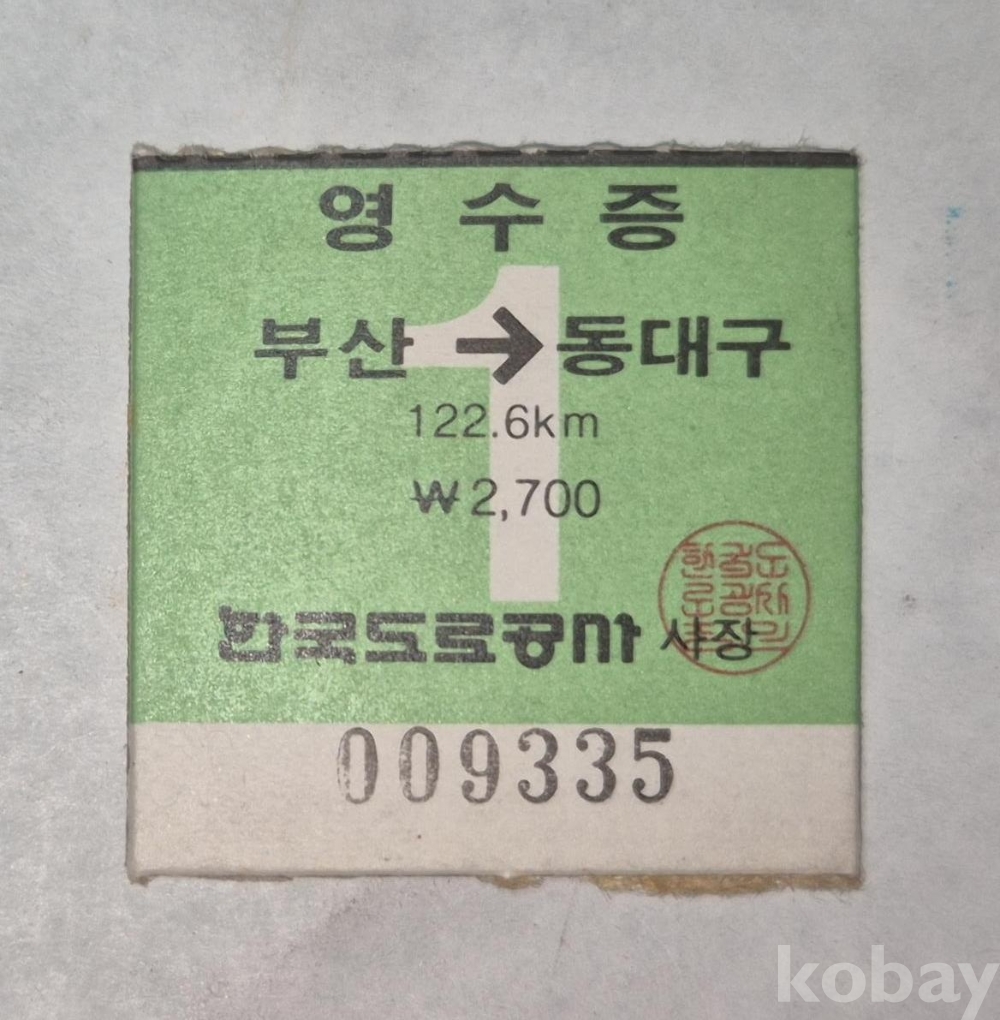 영수증
1
부산→동대구
122.6km
₩2,700
한국도로공사 사장
009335
kobay